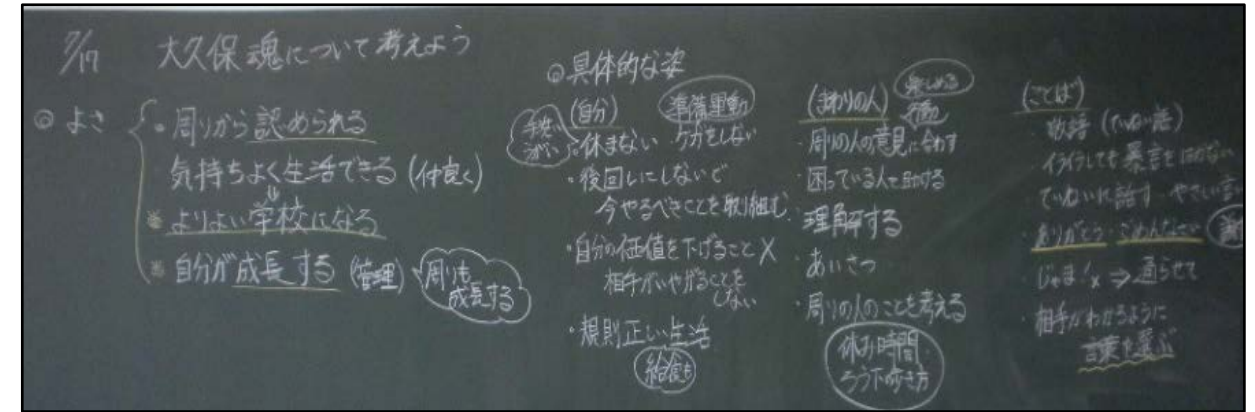 7/17 大久保魂について考えよう
◎よさ
・周りから認められる
気持ちよく生活できる(仲良く)
⇓
※よりよい学校になる
※自分が成長する(管理)
周りも
成長する
◎具体的な姿
(自分)
準備運動
手洗い
うがい
・休まない ケガをしない
・後回しにしないで
今やるべきことを取り組む
・自分の価値を下げること×
相手がいやがることを
しない
・規則正しい生活
給食も
(まわりの人)
楽しめる
・周りの人の意見に合わす
・困っている人を助ける
・理解する
・あいさつ
・周りの人のことを考える
休み時間
ろう下の歩き方
(ことば)
敬語(ていねい語)
イライラしても暴言をはかない
ていねいに話す やさしい言
・ありがとう・ごめんなさい
じゃま!× ⇒ 通らせて
・相手がわかるように
言葉を選ぶ